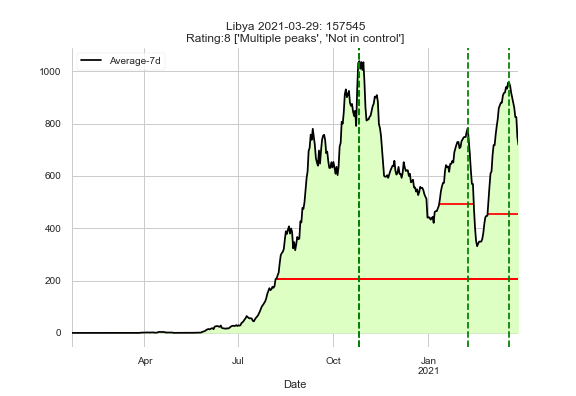 Libya 2021-03-29: 157545
Rating:8 ['Multiple peaks', 'Not in control']
Average-7d
1000
800
600
400
200
0
Apr
Jul
Oct
Jan
2021
Date